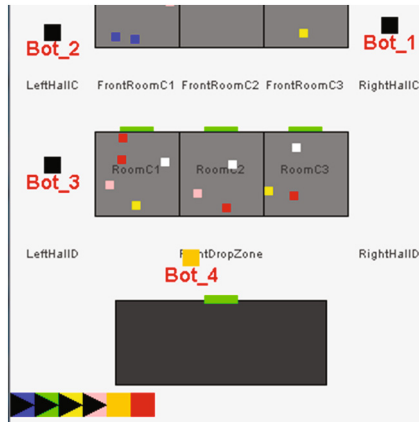 Bot_2
Bot_1
LeftHallC
FrontRoomC1
FrontRoomC2
FrontRoomC3
RightHallC
RoomC1
RoomC2
RoomC3
Bot_3
LeftHallD
FrontDropZone
RightHallD
Bot_4